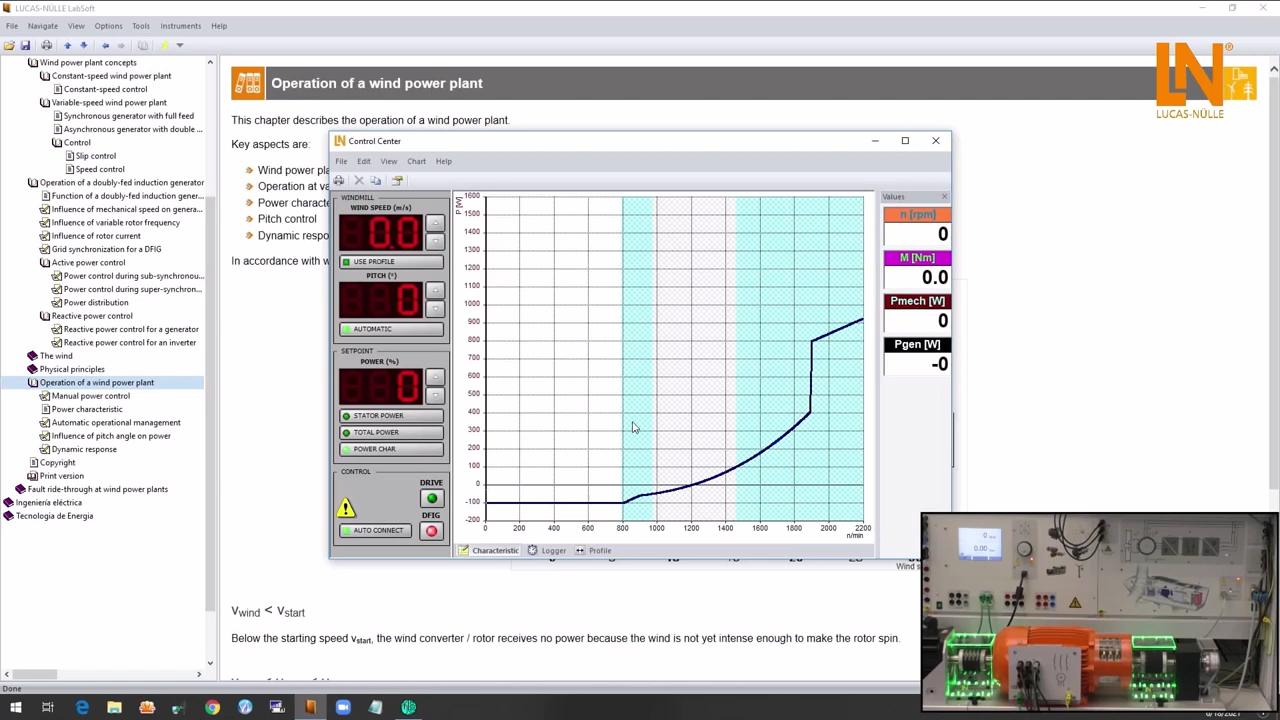 LUCAS-NÜLLE LabSoft
File Navigate View Options Tools Instruments Help
Wind power plant concepts
Constant-speed wind power plant
Constant-speed control
Variable-speed wind power plant
Synchronous generator with full feed
Asynchronous generator with double ...
Control
Slip control
Speed control
Operation of a doubly-fed induction generator
Function of a doubly-fed induction gener...
Influence of mechanical speed on genera...
Influence of variable rotor frequency
Influence of rotor current
Grid synchronization for a DFIG
Active power control
Power control during sub-synchronou...
Power control during super-synchron...
Power distribution
Reactive power control
Reactive power control for a generator
Reactive power control for an inverter
The wind
Physical principles
Operation of a wind power plant
Manual power control
Power characteristic
Automatic operational management
Influence of pitch angle on power
Dynamic response
Copyright
Print version
Fault ride-through at wind power plants
Ingeniería eléctrica
Tecnologia de Energia
Done
Operation of a wind power plant
LN®
LUCAS-NÜLLE
This chapter describes the operation of a wind power plant.
Key aspects are:
Wind power pla
Operation at va
Power characte
Pitch control
Dynamic respo
In accordance with w
Control Center
File Edit View Chart Help
WINDMILL
WIND SPEED (m/s)
0.0
USE PROFILE
PITCH (°)
0
AUTOMATIC
SETPOINT
POWER (%)
0
STATOR POWER
TOTAL POWER
POWER CHAR
CONTROL
DRIVE
DFIG
AUTO CONNECT
P [W]
1600
1500
1400
1300
1200
1100
1000
900
800
700
600
500
400
300
200
100
0
-100
-200
0 200 400 600 800 1000 1200 1400 1600 1800 2000 2200
n/min
Characteristic Logger Profile
Values
n [rpm]
0
M [Nm]
0.0
Pmech [W]
0
Pgen [W]
-0
Wind s
vwind < vstart
Below the starting speed vstart, the wind converter / rotor receives no power because the wind is not yet intense enough to make the rotor spin.
0
0.00